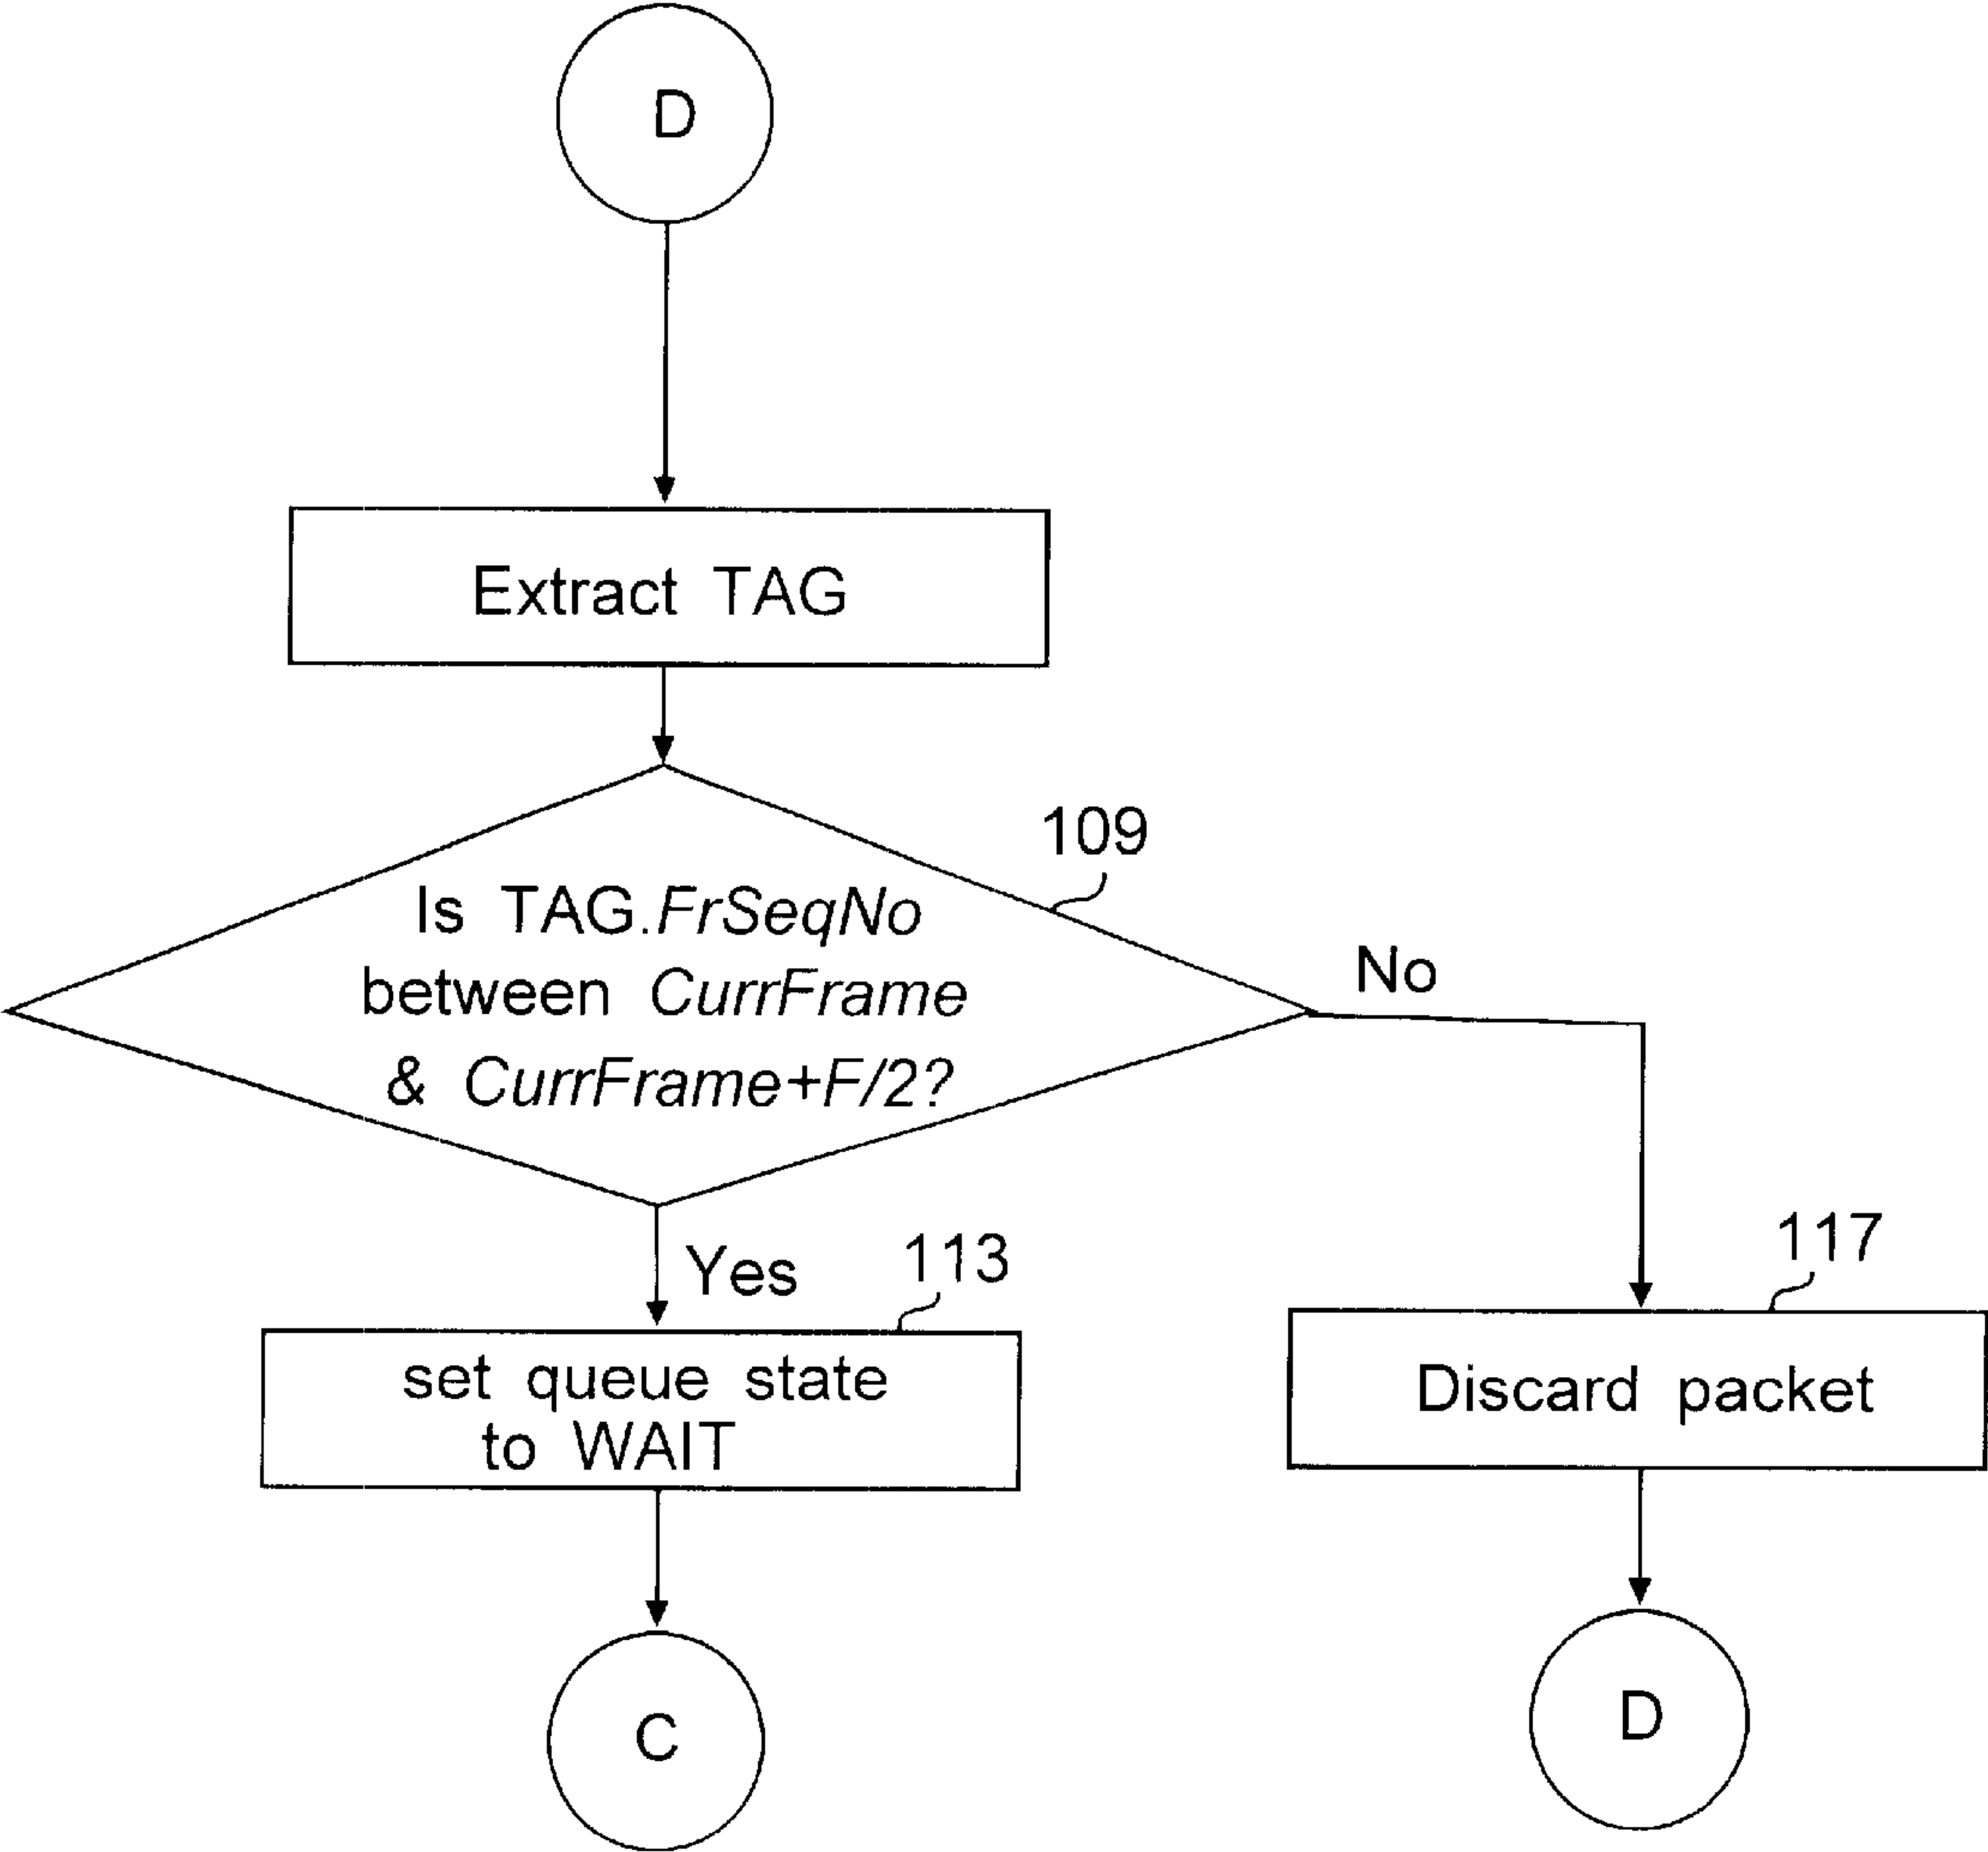 D
Extract TAG
109
Is TAG.FrSeqNo
between CurrFrame
& CurrFrame+F/2?
No
Yes
113
117
set queue state
to WAIT
Discard packet
C
D